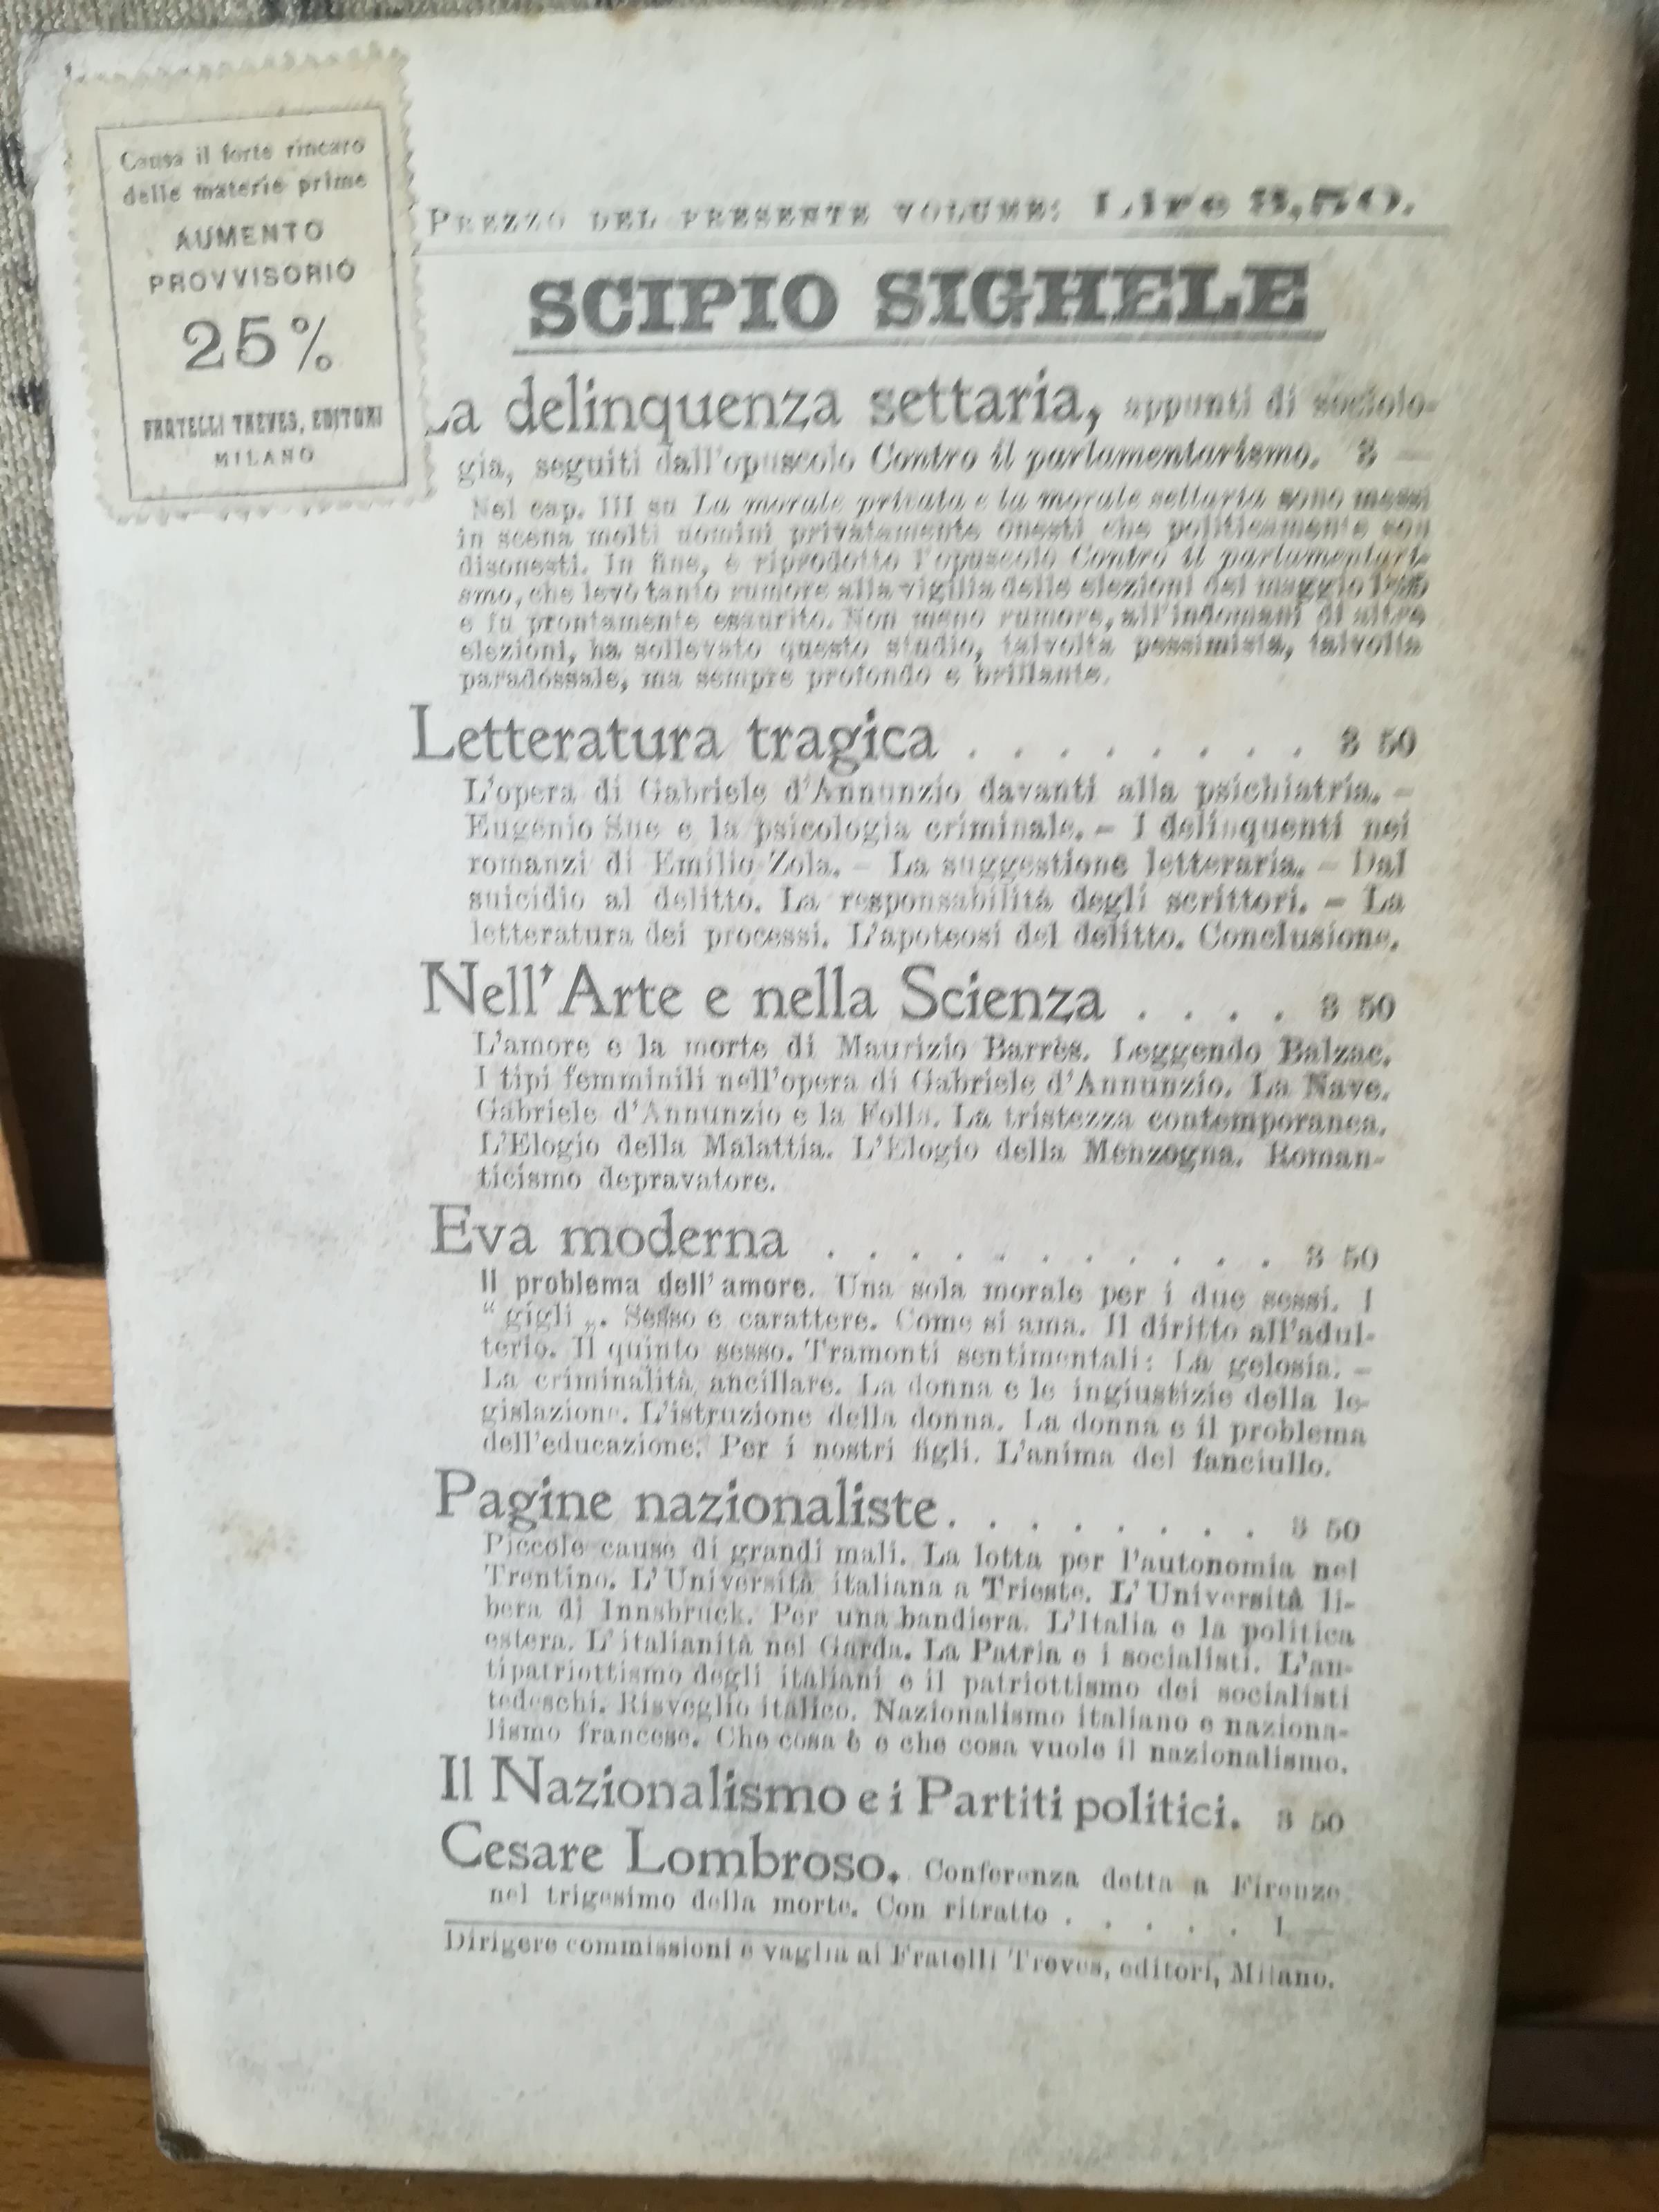 Causa il forte rincaro
delle materie prime
AUMENTO
PROVVISORIO
25%
FRATELLI TREVES, EDITORI
MILANO
PREZZO DEL PRESENTE VOLUME: Lire 3,50.
SCIPIO SIGHELE
La delinquenza settaria, appunti di sociolo-
gia, seguiti dall'opuscolo Contro il parlamentarismo. 3 —
Nel cap. III su La morale privata e la morale settaria sono messi
in scena molti uomini privatamente onesti che politicamente son
disonesti. In fine, è riprodotto l'opuscolo Contro il parlamentari-
smo, che levò tanto rumore alla vigilia delle elezioni del maggio
e fu prontamente esaurito. Non meno rumore, all'indomani di altre
elezioni, ha sollevato questo studio, talvolta pessimista, talvolta
paradossale, ma sempre profondo e brillante.
Letteratura tragica . . . . . . . . . 3 50
L'opera di Gabriele d'Annunzio davanti alla psichiatria. –
Eugenio Sue e la psicologia criminale. – I delinquenti nei
romanzi di Emilio Zola. – La suggestione letteraria. – Dal
suicidio al delitto. La responsabilità degli scrittori. – La
letteratura dei processi. L'apoteosi del delitto. Conclusione.
Nell'Arte e nella Scienza . . . . 3 50
L'amore e la morte di Maurizio Barrès. Leggendo Balzac.
I tipi femminili nell'opera di Gabriele d'Annunzio. La Nave.
Gabriele d'Annunzio e la Folla. La tristezza contemporanea.
L'Elogio della Malattia. L'Elogio della Menzogna. Roman-
ticismo depravatore.
Eva moderna . . . . . . . . . . . . 3 50
Il problema dell'amore. Una sola morale per i due sessi. I
“ gigli „. Sesso e carattere. Come si ama. Il diritto all'adul-
terio. Il quinto sesso. Tramonti sentimentali: La gelosia. –
La criminalità ancillare. La donna e le ingiustizie della le-
gislazione. L'istruzione della donna. La donna e il problema
dell'educazione. Per i nostri figli. L'anima del fanciullo.
Pagine nazionaliste. . . . . . . . . 3 50
Piccole cause di grandi mali. La lotta per l'autonomia nel
Trentino. L'Università italiana a Trieste. L'Università li-
bera di Innsbruck. Per una bandiera. L'Italia e la politica
estera. L'italianità nel Garda. La Patria e i socialisti. L'an-
tipatriottismo degli italiani e il patriottismo dei socialisti
tedeschi. Risveglio italico. Nazionalismo italiano e naziona-
lismo francese. Che cosa è e che cosa vuole il nazionalismo.
Il Nazionalismo e i Partiti politici. 3 50
Cesare Lombroso. Conferenza detta a Firenze
nel trigesimo della morte. Con ritratto . . . . . 1 —
Dirigere commissioni e vaglia ai Fratelli Treves, editori, Milano.